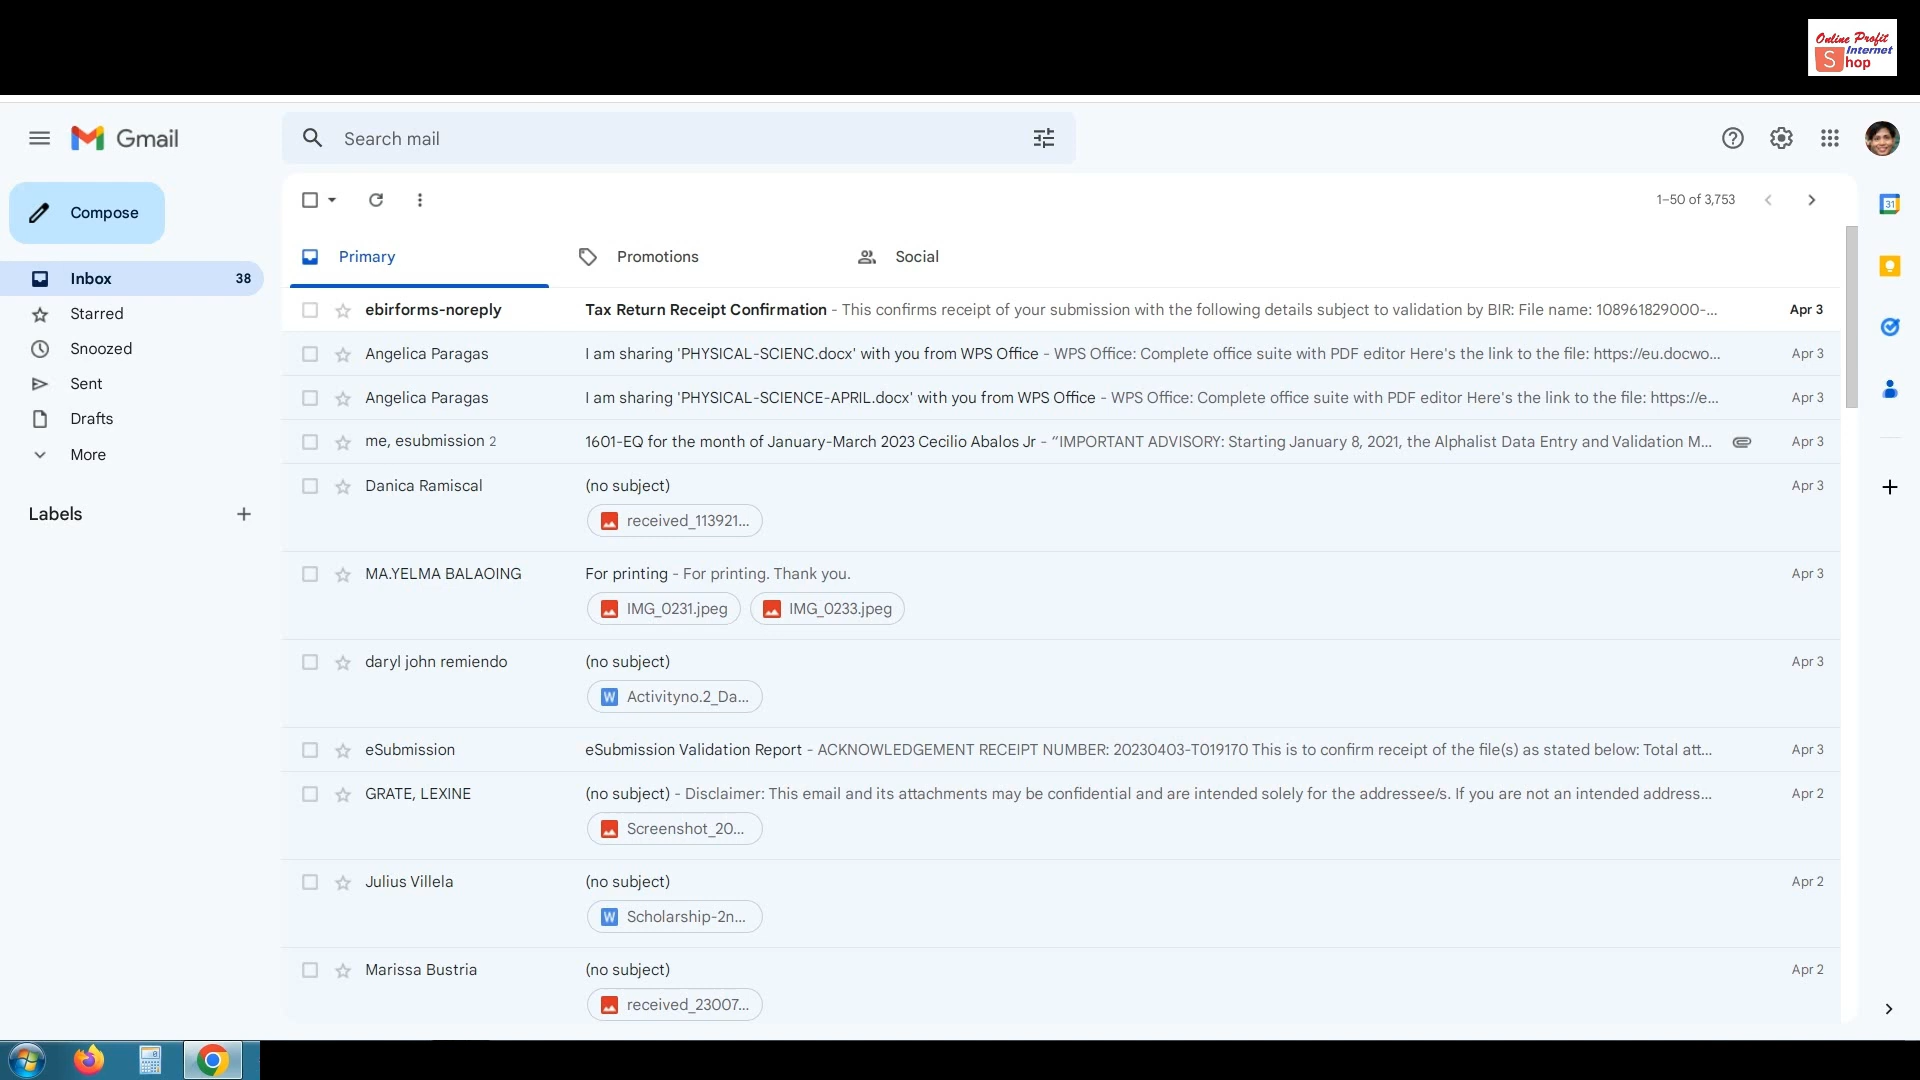 Online Profit
Internet
S hop
Gmail
Search mail
Compose
1–50 of 3,753
31
Inbox 38
Starred
Snoozed
Sent
Drafts
More
Labels
Primary
Promotions
Social
ebirforms-noreply Tax Return Receipt Confirmation - This confirms receipt of your submission with the following details subject to validation by BIR: File name: 108961829000-... Apr 3
Angelica Paragas I am sharing 'PHYSICAL-SCIENC.docx' with you from WPS Office - WPS Office: Complete office suite with PDF editor Here's the link to the file: https://eu.docwo... Apr 3
Angelica Paragas I am sharing 'PHYSICAL-SCIENCE-APRIL.docx' with you from WPS Office - WPS Office: Complete office suite with PDF editor Here's the link to the file: https://e... Apr 3
me, esubmission 2 1601-EQ for the month of January-March 2023 Cecilio Abalos Jr - “IMPORTANT ADVISORY: Starting January 8, 2021, the Alphalist Data Entry and Validation M... Apr 3
Danica Ramiscal (no subject) Apr 3
received_113921...
MA.YELMA BALAOING For printing - For printing. Thank you. Apr 3
IMG_0231.jpeg IMG_0233.jpeg
daryl john remiendo (no subject) Apr 3
W Activityno.2_Da...
eSubmission eSubmission Validation Report - ACKNOWLEDGEMENT RECEIPT NUMBER: 20230403-T019170 This is to confirm receipt of the file(s) as stated below: Total att... Apr 3
GRATE, LEXINE (no subject) - Disclaimer: This email and its attachments may be confidential and are intended solely for the addressee/s. If you are not an intended address... Apr 2
Screenshot_20...
Julius Villela (no subject) Apr 2
W Scholarship-2n...
Marissa Bustria (no subject) Apr 2
received_23007...